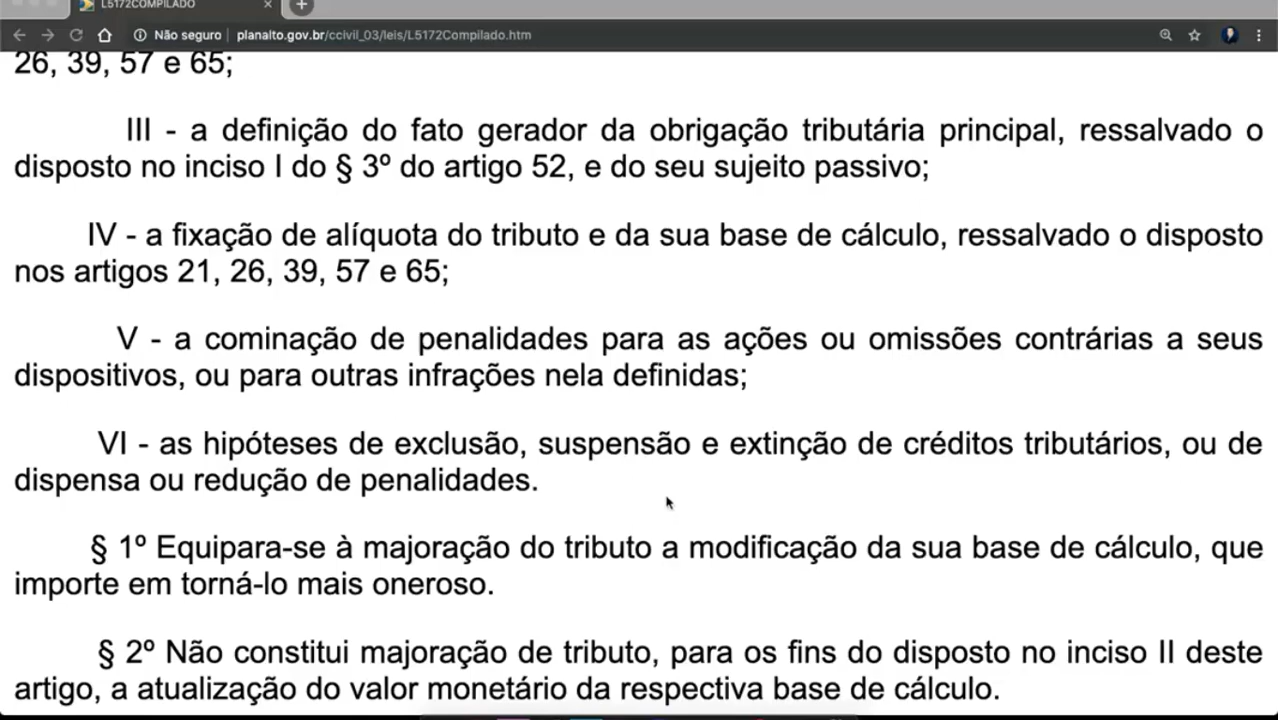 L5172COMPILADO
Não seguro
planalto.gov.br/ccivil_03/leis/L5172Compilado.htm
26, 39, 57 e 65;
III - a definição do fato gerador da obrigação tributária principal, ressalvado o
disposto no inciso I do § 3º do artigo 52, e do seu sujeito passivo;
IV - a fixação de alíquota do tributo e da sua base de cálculo, ressalvado o disposto
nos artigos 21, 26, 39, 57 e 65;
V - a cominação de penalidades para as ações ou omissões contrárias a seus
dispositivos, ou para outras infrações nela definidas;
VI - as hipóteses de exclusão, suspensão e extinção de créditos tributários, ou de
dispensa ou redução de penalidades.
§ 1º Equipara-se à majoração do tributo a modificação da sua base de cálculo, que
importe em torná-lo mais oneroso.
§ 2º Não constitui majoração de tributo, para os fins do disposto no inciso II deste
artigo, a atualização do valor monetário da respectiva base de cálculo.